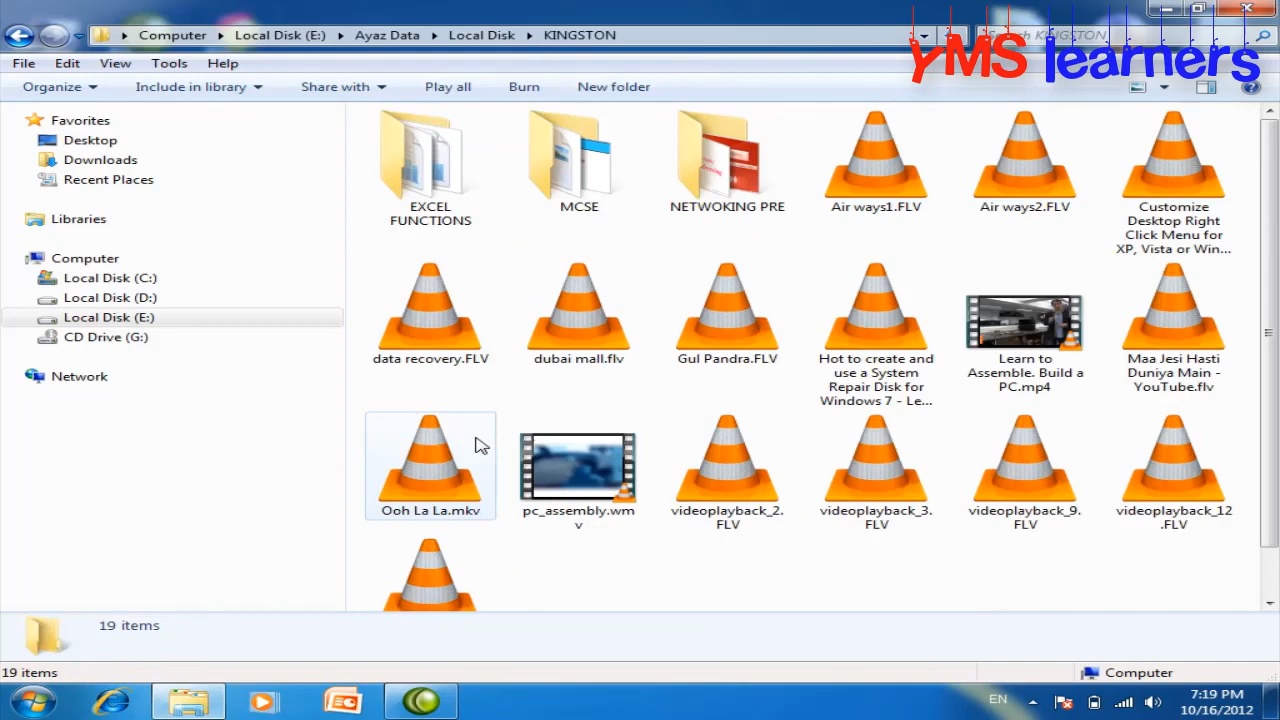 Computer Local Disk (E:) Ayaz Data Local Disk KINGSTON
Search KINGSTON
YMS learners
File Edit View Tools Help
Organize Include in library Share with Play all Burn New folder
Favorites
Desktop
Downloads
Recent Places
Libraries
Computer
Local Disk (C:)
Local Disk (D:)
Local Disk (E:)
CD Drive (G:)
Network
EXCEL
FUNCTIONS
MCSE
NETWOKING PRE
Air ways1.FLV
Air ways2.FLV
Customize
Desktop Right
Click Menu for
XP, Vista or Win...
data recovery.FLV
dubai mall.flv
Gul Pandra.FLV
Hot to create and
use a System
Repair Disk for
Windows 7 - Le...
Learn to
Assemble. Build a
PC.mp4
Maa Jesi Hasti
Duniya Main -
YouTube.flv
Ooh La La.mkv
pc_assembly.wm
v
videoplayback_2.
FLV
videoplayback_3.
FLV
videoplayback_9.
FLV
videoplayback_12
.FLV
19 items
19 items
Computer
EN
7:19 PM
10/16/2012